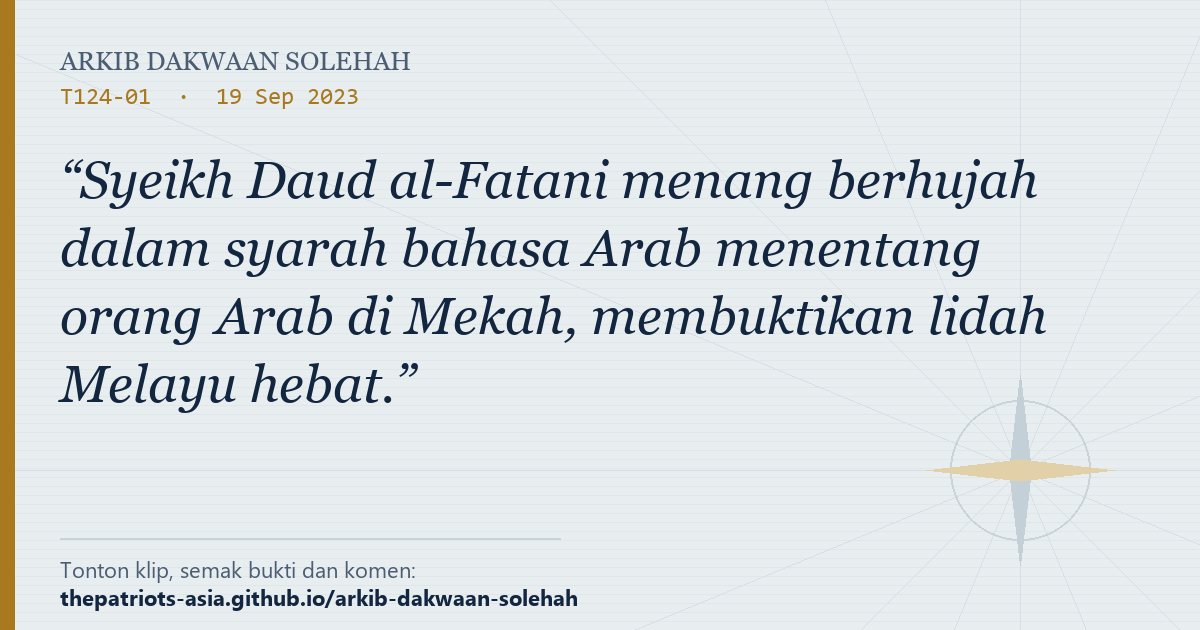 ARKIB DAKWAAN SOLEHAH
T124-01 · 19 Sep 2023
“Syeikh Daud al-Fatani menang berhujah
dalam syarah bahasa Arab menentang
orang Arab di Mekah, membuktikan lidah
Melayu hebat.”
Tonton klip, semak bukti dan komen:
thepatriots-asia.github.io/arkib-dakwaan-solehah